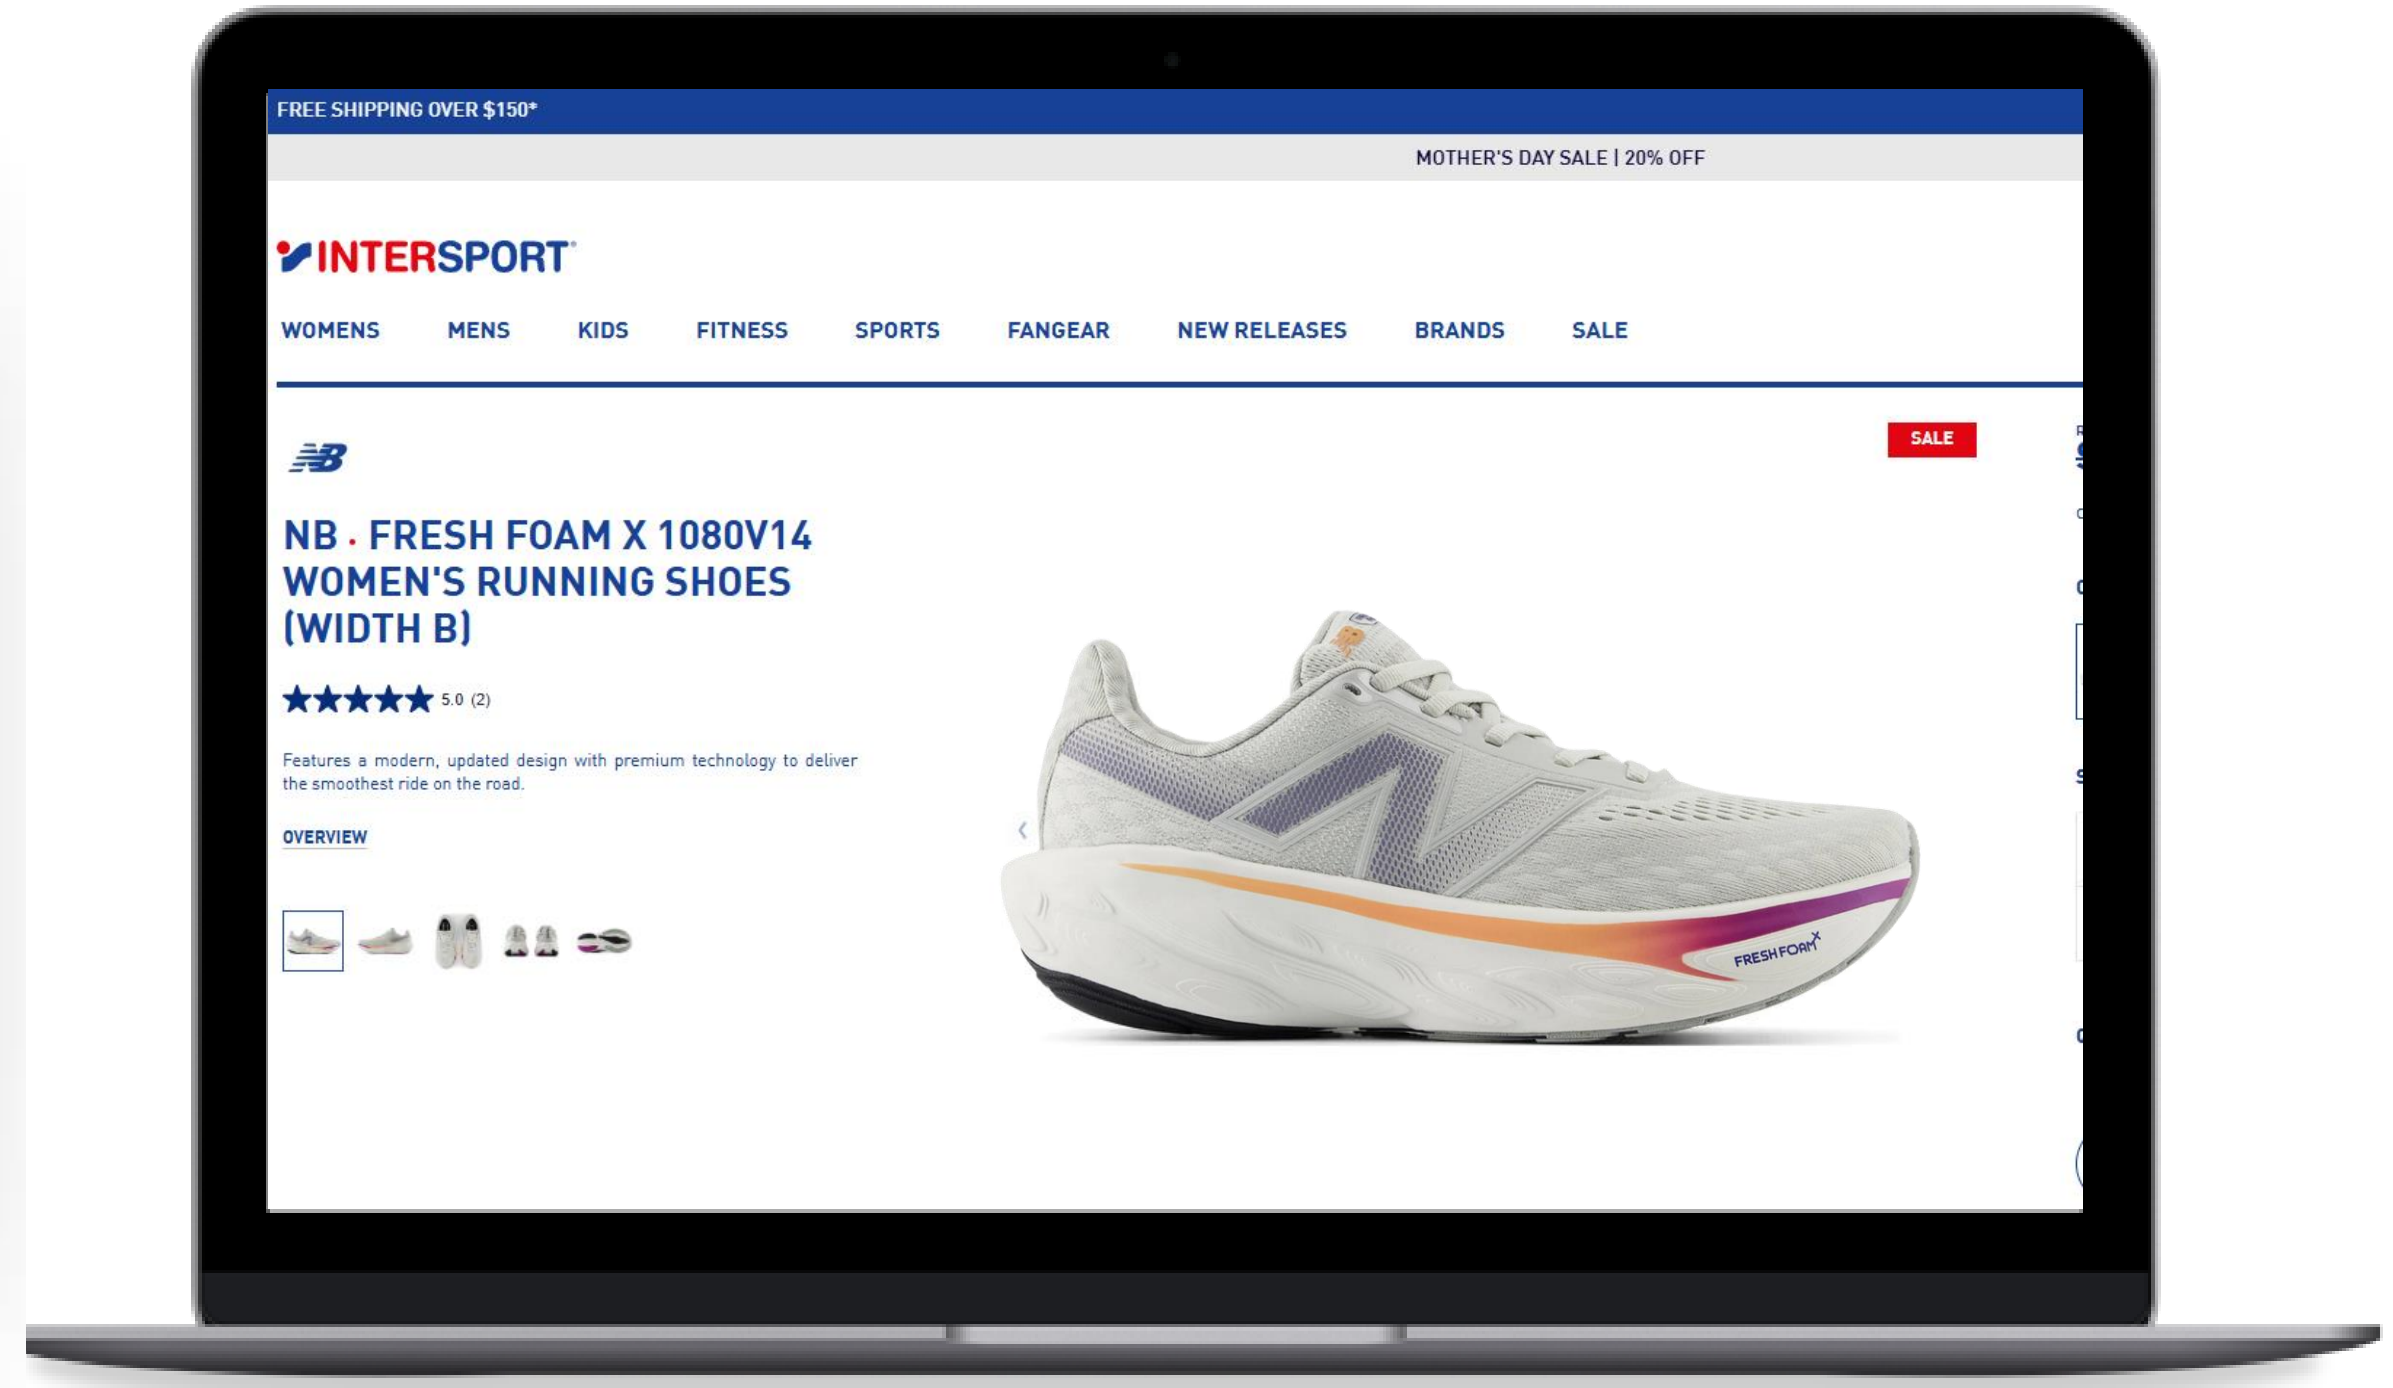 FREE SHIPPING OVER $150*
MOTHER'S DAY SALE | 20% OFF
INTERSPORT
WOMENS MENS KIDS FITNESS SPORTS FANGEAR NEW RELEASES BRANDS SALE
SALE
NB
NB · FRESH FOAM X 1080V14
WOMEN'S RUNNING SHOES
(WIDTH B)
5.0 (2)
Features a modern, updated design with premium technology to deliver
the smoothest ride on the road.
OVERVIEW
FRESH FOAM X